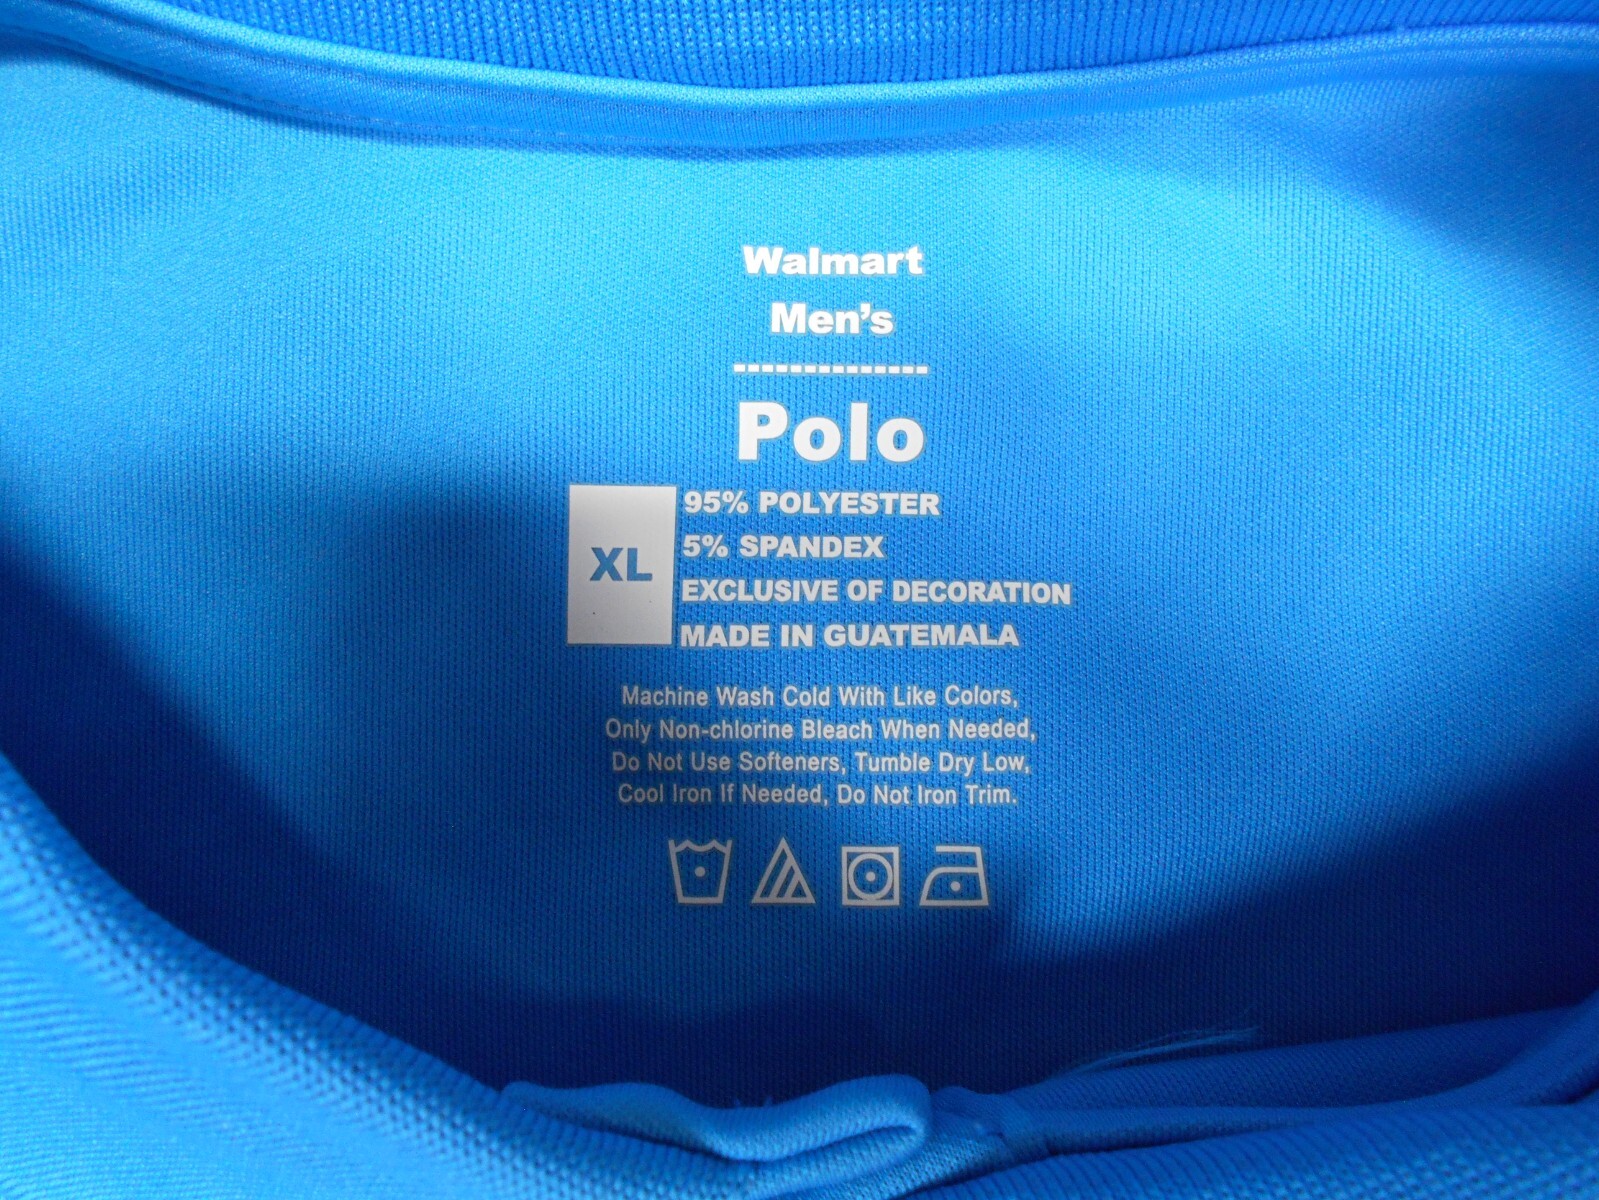 Walmart
Men's
Polo
XL
95% POLYESTER
5% SPANDEX
EXCLUSIVE OF DECORATION
MADE IN GUATEMALA
Machine Wash Cold With Like Colors,
Only Non-chlorine Bleach When Needed,
Do Not Use Softeners, Tumble Dry Low,
Cool Iron If Needed, Do Not Iron Trim.